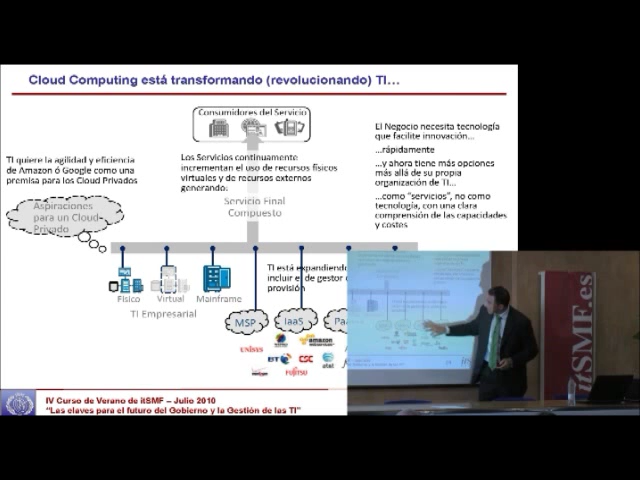 Cloud Computing está transformando (revolucionando) TI...
Consumidores del Servicio
TI quiere la agilidad y eficiencia
de Amazon ó Google como una
premisa para los Cloud Privados
Los Servicios continuamente
incrementan el uso de recursos físicos
virtuales y de recursos externos
generando:
El Negocio necesita tecnología
que facilite innovación...
...rápidamente
...y ahora tiene más opciones
más allá de su propia
organización de TI...
...como "servicios", no como
tecnología, con una clara
comprensión de las capacidades
y costes
Aspiraciones
para un Cloud
Privado
Servicio Final
Compuesto
Físico
Virtual
Mainframe
TI Empresarial
TI está expandiendo
incluir el de gestor
provisión
MSP
IaaS
Paa
UNISYS
amazon
BT
CSC
at&t
verizon
FUJITSU
itSMF.es
IV Curso de Verano de itSMF – Julio 2010
"Las claves para el futuro del Gobierno y la Gestión de las TI"